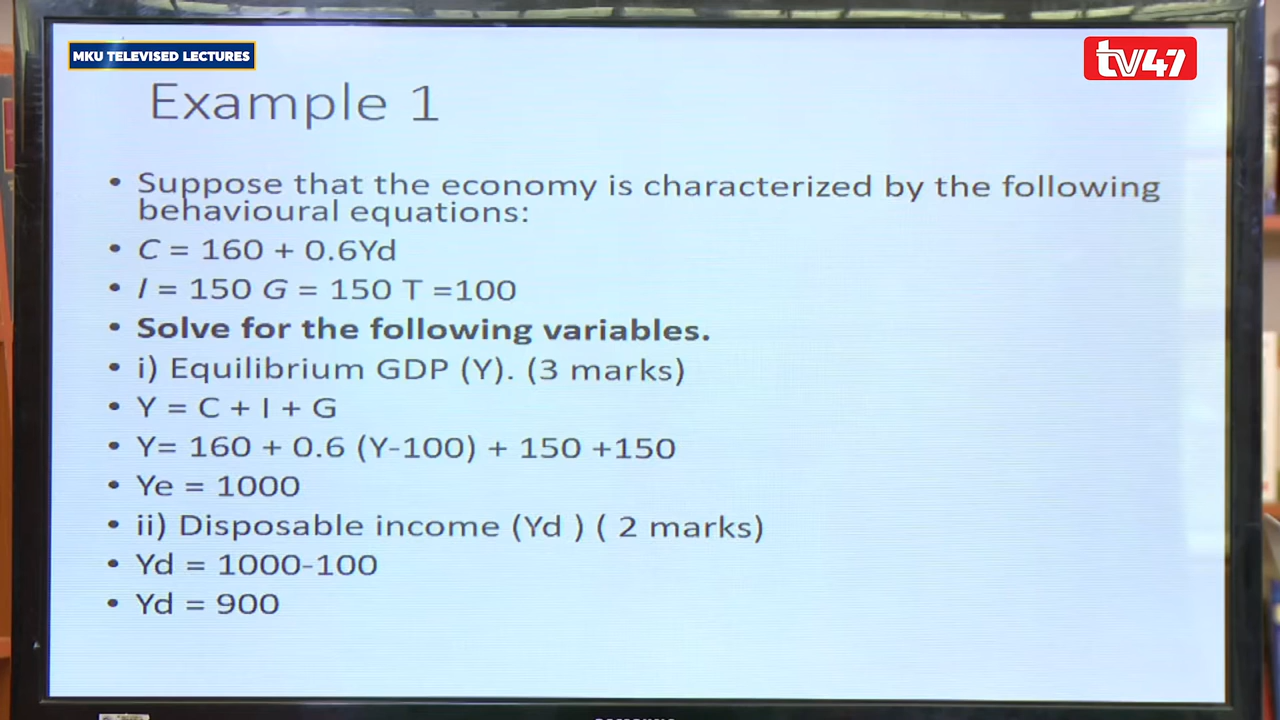 MKU TELEVISED LECTURES
tv47
Example 1
• Suppose that the economy is characterized by the following
behavioural equations:
• C = 160 + 0.6Yd
• I = 150 G = 150 T =100
• Solve for the following variables.
• i) Equilibrium GDP (Y). (3 marks)
• Y = C + I + G
• Y= 160 + 0.6 (Y-100) + 150 +150
• Ye = 1000
• ii) Disposable income (Yd ) ( 2 marks)
• Yd = 1000-100
• Yd = 900